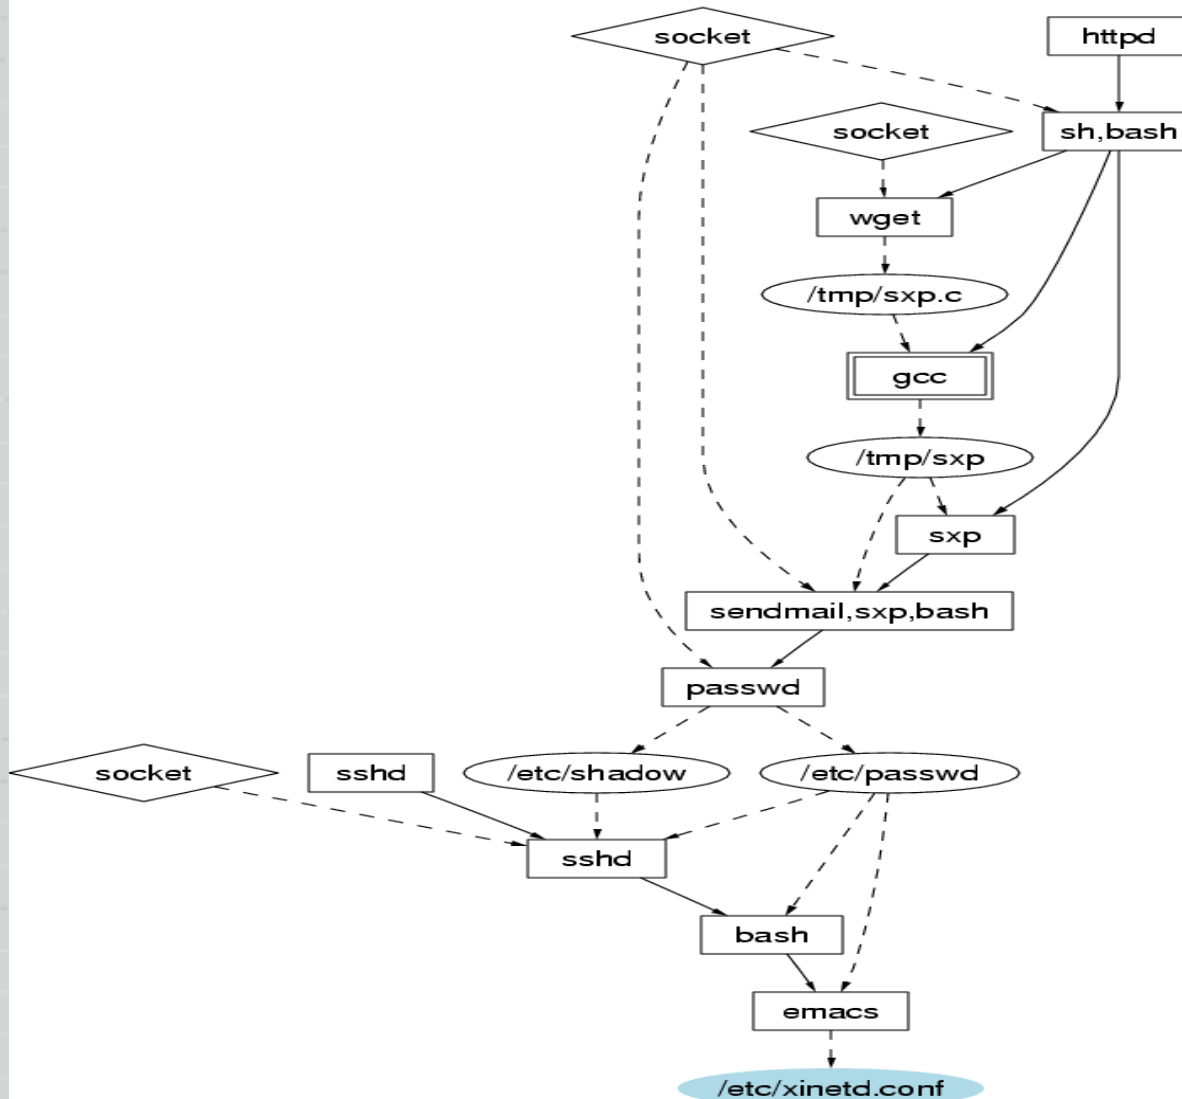 socket
httpd
socket
sh,bash
wget
/tmp/sxp.c
gcc
/tmp/sxp
sxp
sendmail,sxp,bash
passwd
socket
sshd
/etc/shadow
/etc/passwd
sshd
bash
emacs
/etc/xinetd.conf